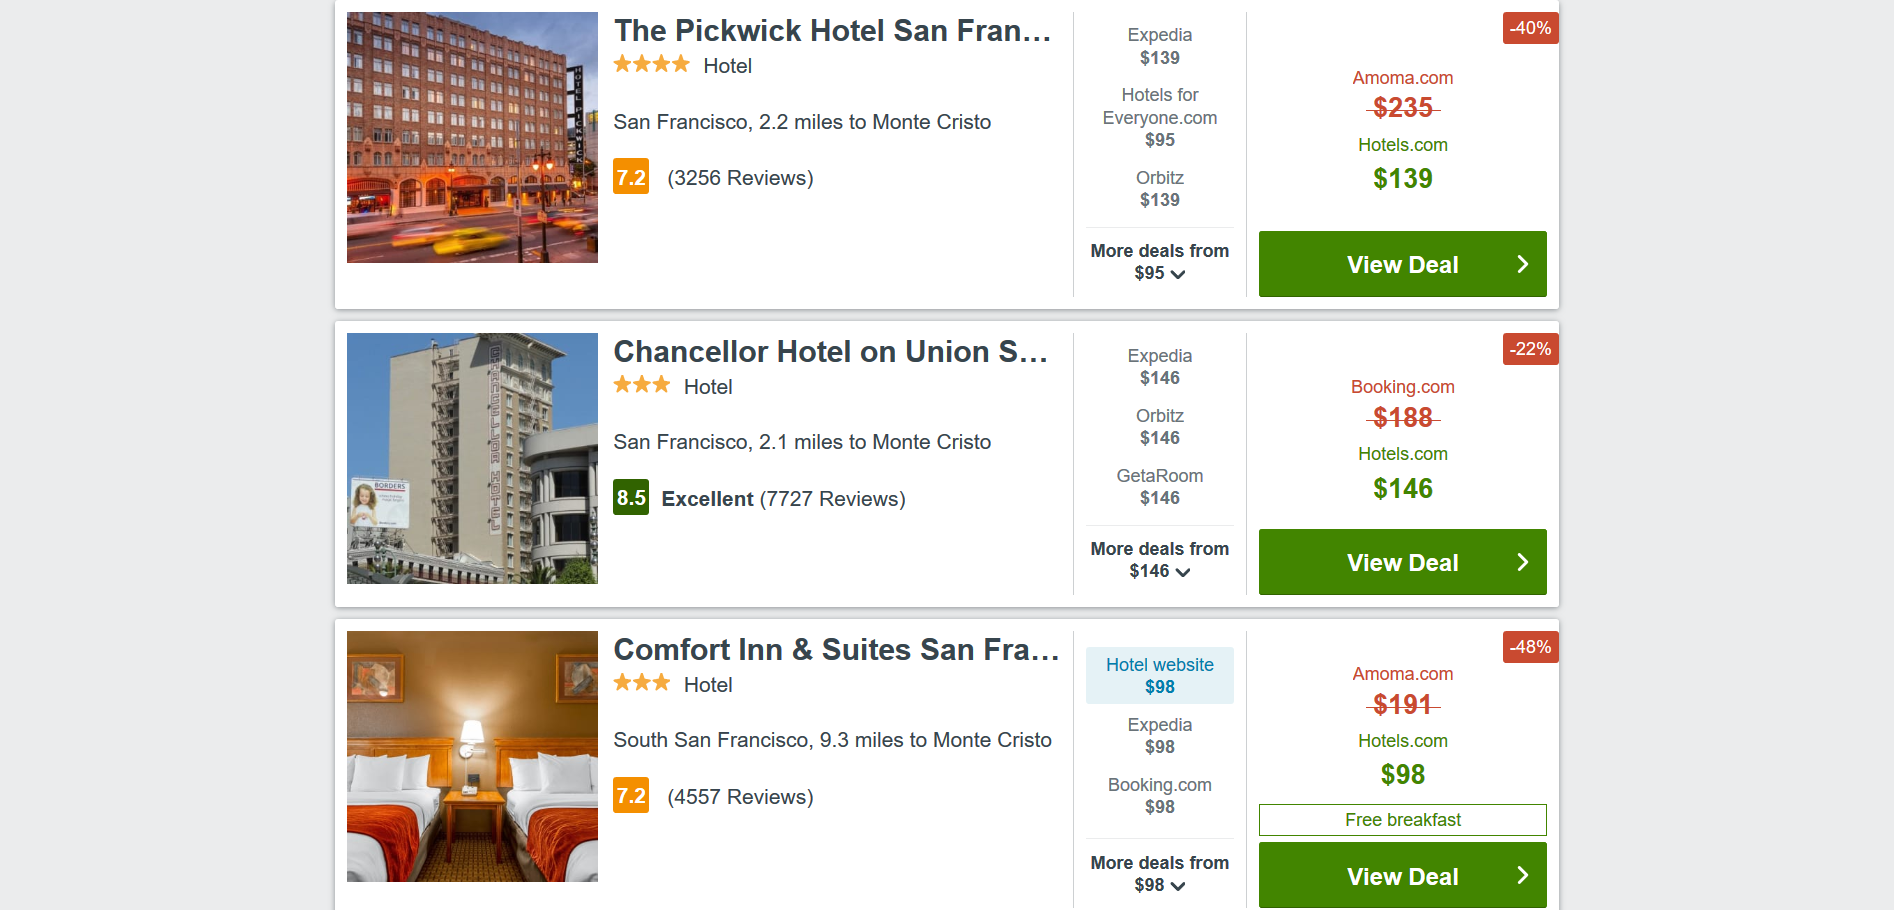 The Pickwick Hotel San Fran...
Hotel
San Francisco, 2.2 miles to Monte Cristo
7.2 (3256 Reviews)
HOTEL PICKWICK
Expedia
$139
Hotels for
Everyone.com
$95
Orbitz
$139
More deals from
$95
-40%
Amoma.com
$235
Hotels.com
$139
View Deal
Chancellor Hotel on Union S...
Hotel
San Francisco, 2.1 miles to Monte Cristo
8.5 Excellent (7727 Reviews)
CHANCELLOR HOTEL
BORDERS
Expedia
$146
Orbitz
$146
GetaRoom
$146
More deals from
$146
-22%
Booking.com
$188
Hotels.com
$146
View Deal
Comfort Inn & Suites San Fra...
Hotel
South San Francisco, 9.3 miles to Monte Cristo
7.2 (4557 Reviews)
Hotel website
$98
Expedia
$98
Booking.com
$98
More deals from
$98
-48%
Amoma.com
$191
Hotels.com
$98
Free breakfast
View Deal